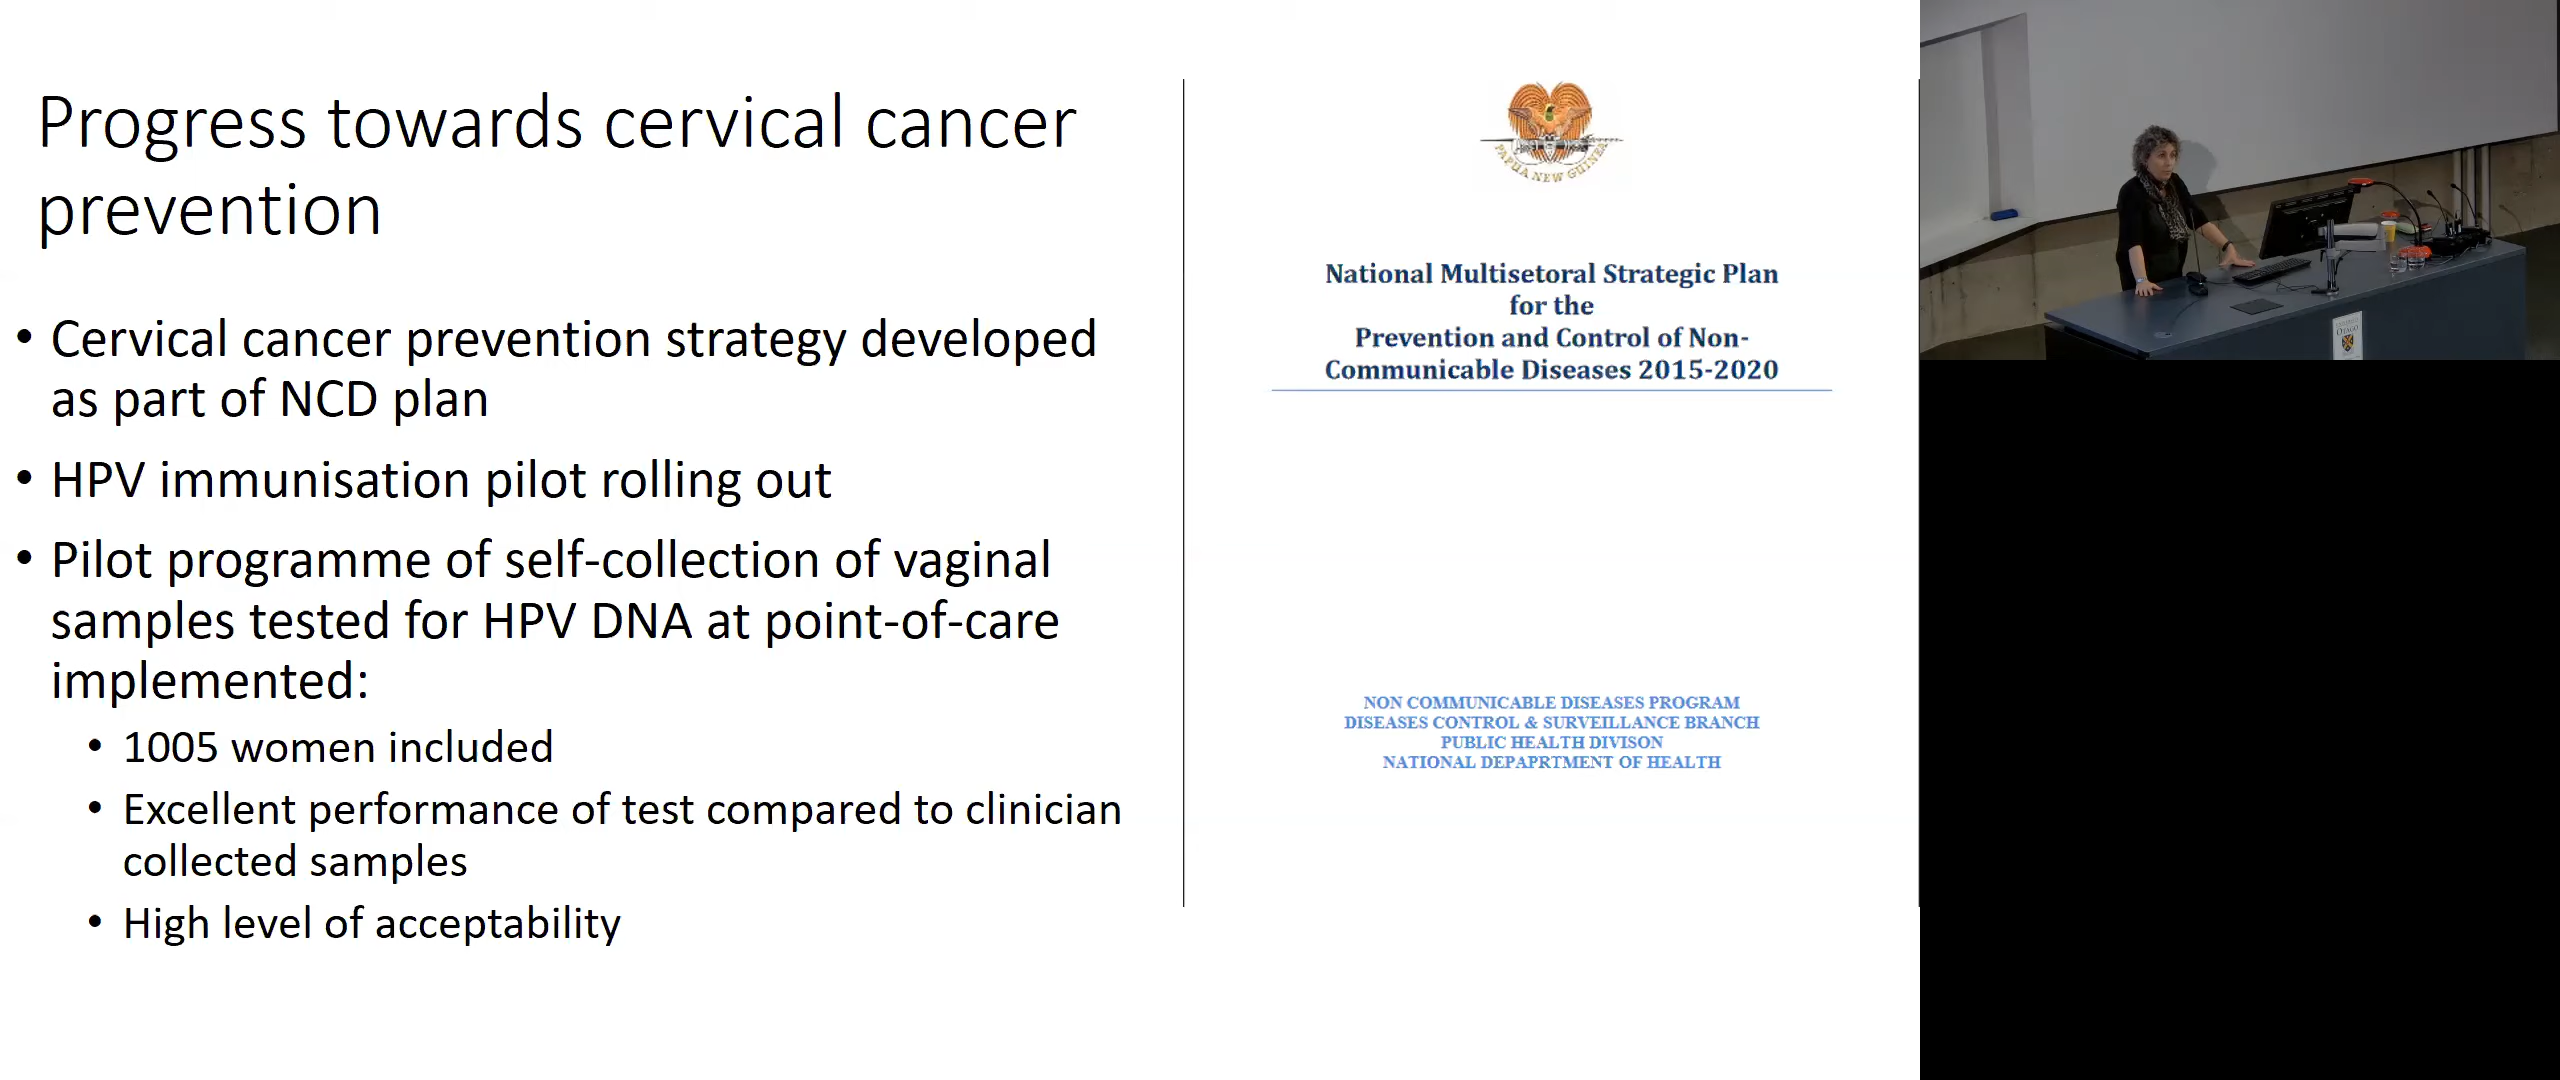 Progress towards cervical cancer
prevention
• Cervical cancer prevention strategy developed
as part of NCD plan
• HPV immunisation pilot rolling out
• Pilot programme of self-collection of vaginal
samples tested for HPV DNA at point-of-care
implemented:
• 1005 women included
• Excellent performance of test compared to clinician
collected samples
• High level of acceptability
PAPUA NEW GUINEA
National Multisetoral Strategic Plan
for the
Prevention and Control of Non-
Communicable Diseases 2015-2020
NON COMMUNICABLE DISEASES PROGRAM
DISEASES CONTROL & SURVEILLANCE BRANCH
PUBLIC HEALTH DIVISON
NATIONAL DEPAPRTMENT OF HEALTH
OTAGO